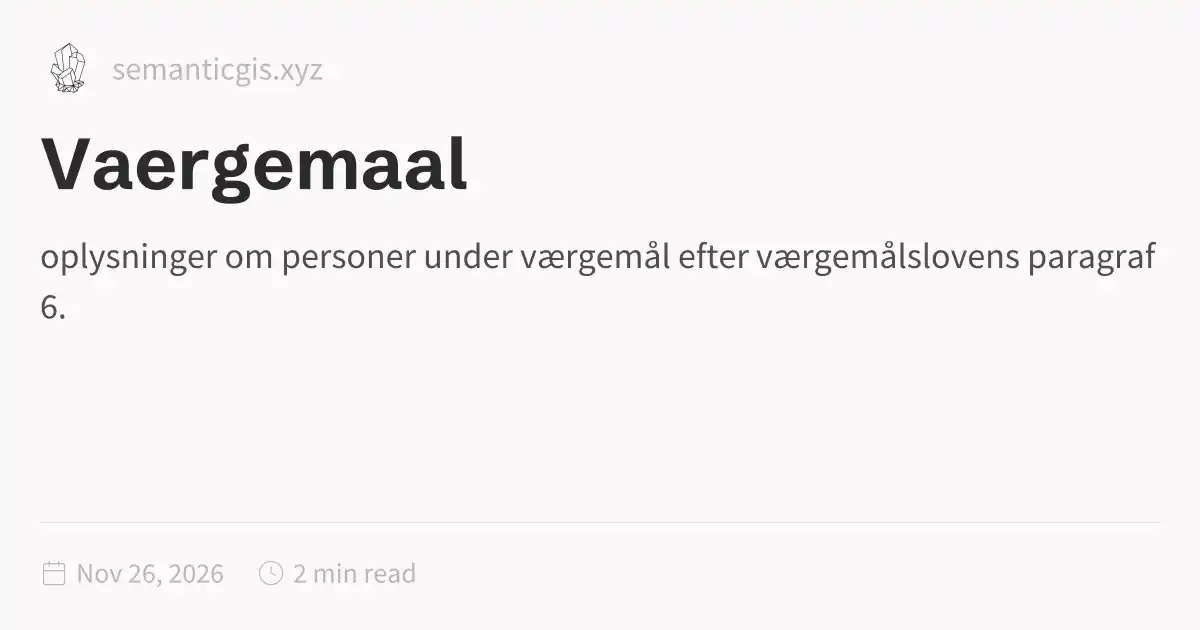 semanticgis.xyz
Vaergemaal
oplysninger om personer under værgemål efter værgemålslovens paragraf
6.
Nov 26, 2026 2 min read